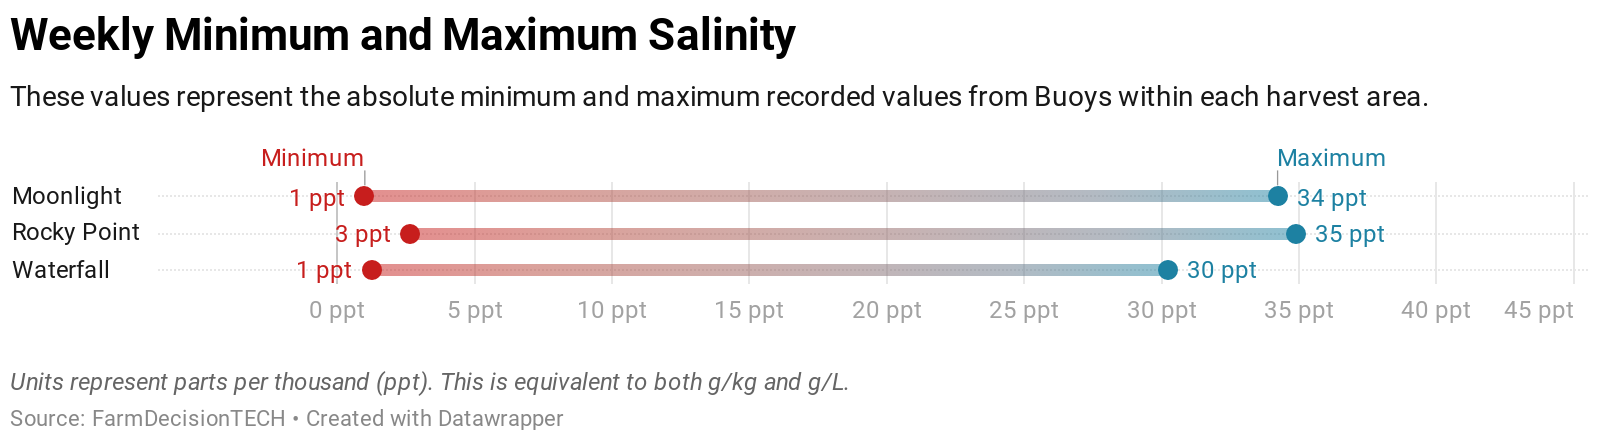 Weekly Minimum and Maximum Salinity
These values represent the absolute minimum and maximum recorded values from Buoys within each harvest area.
Minimum Maximum
Moonlight 1 ppt 34 ppt
Rocky Point 3 ppt 35 ppt
Waterfall 1 ppt 30 ppt
0 ppt 5 ppt 10 ppt 15 ppt 20 ppt 25 ppt 30 ppt 35 ppt 40 ppt 45 ppt
Units represent parts per thousand (ppt). This is equivalent to both g/kg and g/L.
Source: FarmDecisionTECH • Created with Datawrapper